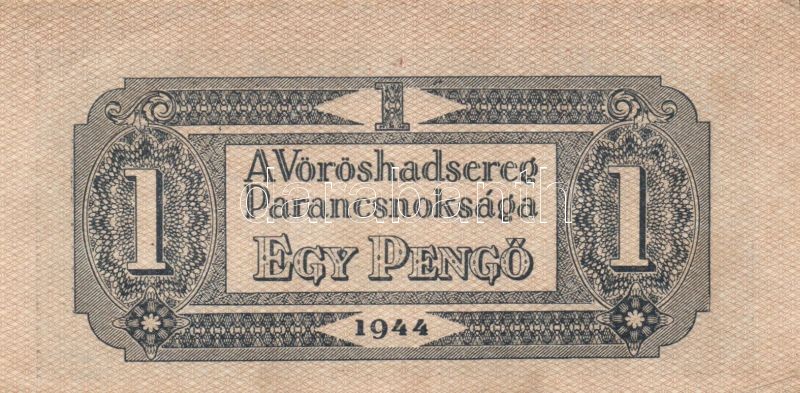 1
A Vöröshadsereg
Parancsnoksága
1 1
EGY PENGŐ
1944